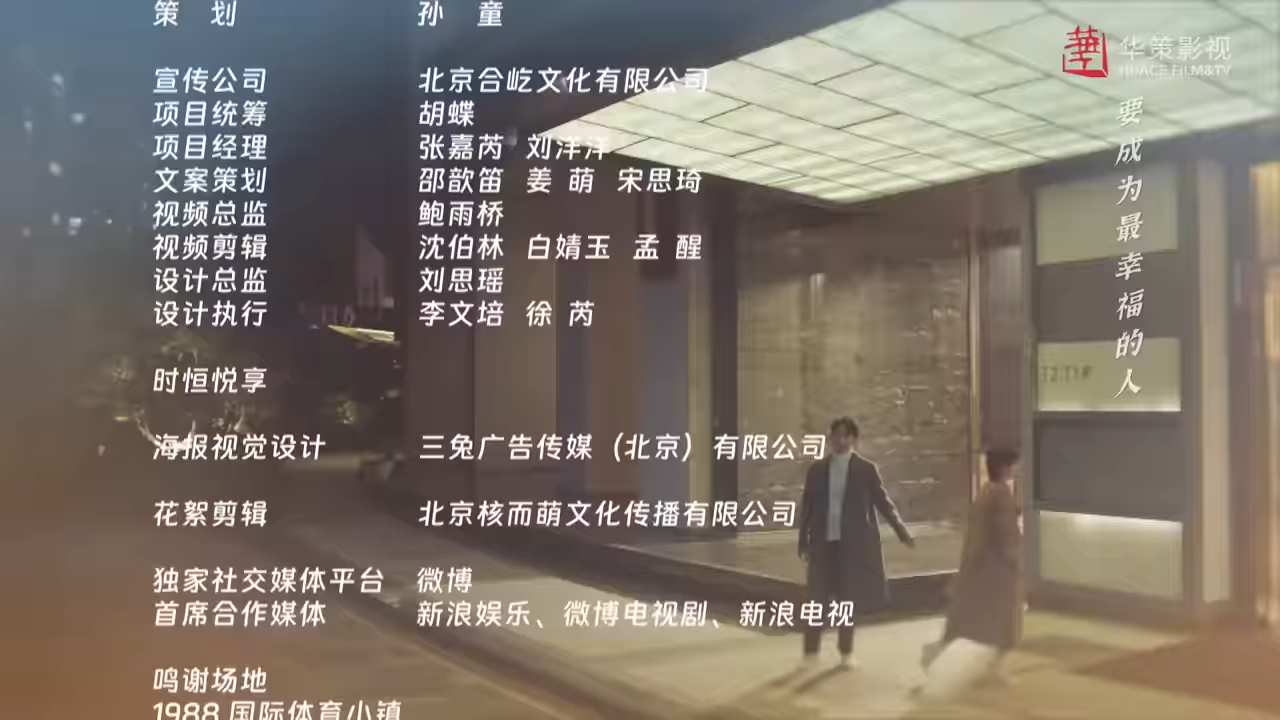 策 划 孙 童
宣传公司 北京合屹文化有限公司
项目统筹 胡蝶
项目经理 张嘉芮 刘洋洋
文案策划 邵歆笛 姜 萌 宋思琦
视频总监 鲍雨桥
视频剪辑 沈伯林 白婧玉 孟 醒
设计总监 刘思瑶
设计执行 李文培 徐 芮
时恒悦享
海报视觉设计 三兔广告传媒（北京）有限公司
花絮剪辑 北京核而萌文化传播有限公司
独家社交媒体平台 微博
首席合作媒体 新浪娱乐、微博电视剧、新浪电视
鸣谢场地
1988 国际体育小镇
華
华策影视
HUACE FILM&TV
要成为最幸福的人